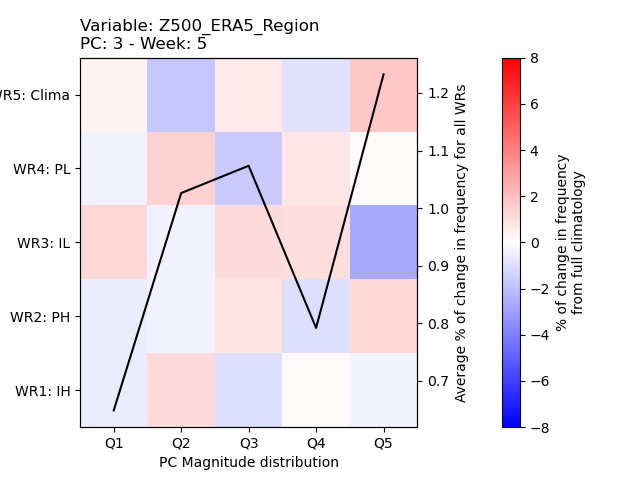 Variable: Z500_ERA5_Region
PC: 3 - Week: 5
R5: Clima
WR4: PL
WR3: IL
WR2: PH
WR1: IH
Q1 Q2 Q3 Q4 Q5
PC Magnitude distribution
1.2
1.1
1.0
0.9
0.8
0.7
Average % of change in frequency for all WRs
8
6
4
2
0
−2
−4
−6
−8
% of change in frequency
from full climatology